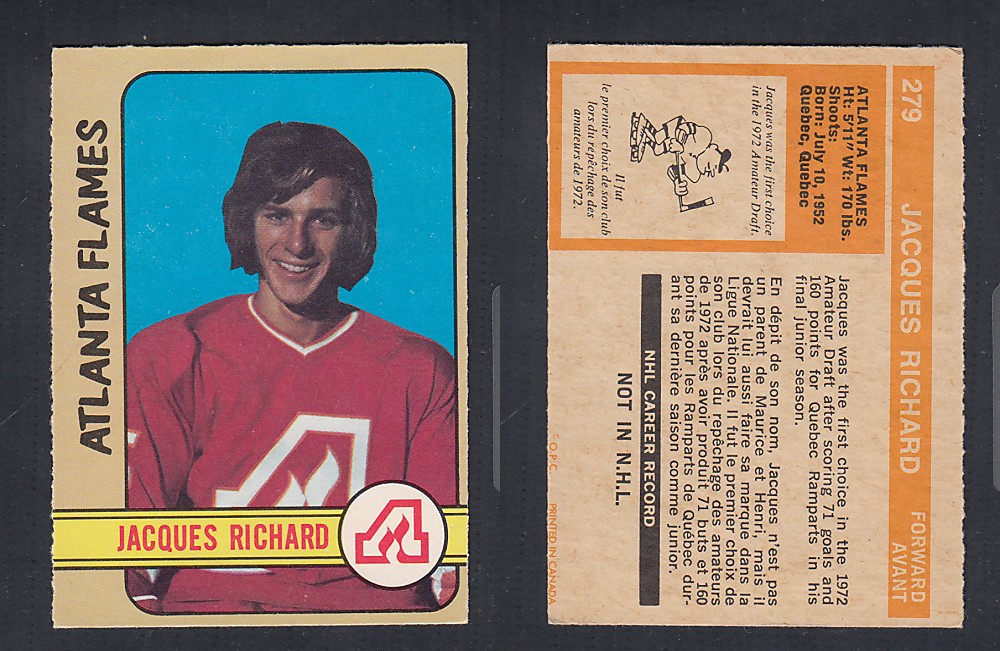 ATLANTA FLAMES
JACQUES RICHARD
279
JACQUES RICHARD
FORWARD
AVANT
ATLANTA FLAMES
Ht: 5'11" Wt: 170 lbs.
Shoots:
Born: July 10, 1952
Quebec, Quebec
Jacques was the first choice
in the 1972 Amateur Draft.
Il fut
le premier choix de son club
lors du repêchage des
amateurs de 1972.
Jacques was the first choice in the 1972
Amateur Draft after scoring 71 goals and
160 points for Quebec Ramparts in his
final junior season.
En dépit de son nom, Jacques n'est pas
un parent de Maurice et Henri, mais il
devrait lui aussi faire sa marque dans la
Ligue Nationale. Il fut le premier choix de
son club lors du repêchage des amateurs
de 1972 après avoir produit 71 buts et 160
points pour les Ramparts de Québec dur-
ant sa dernière saison comme junior.
NHL CAREER RECORD
NOT IN N.H.L.
© O.P.C. PRINTED IN CANADA